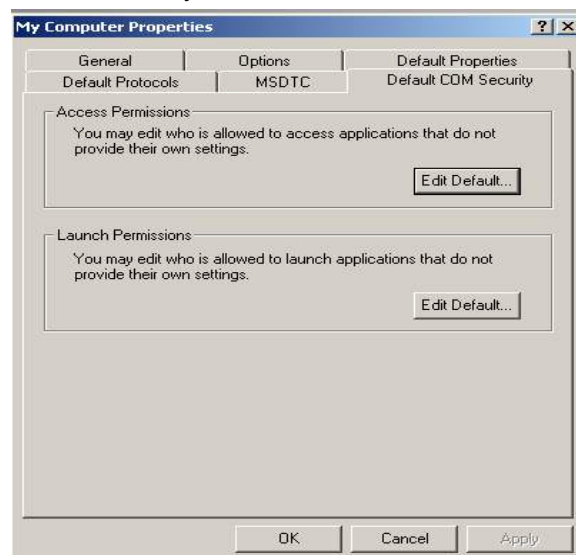 My Computer Properties ? ×
General Options Default Properties
Default Protocols MSDTC Default COM Security
Access Permissions
You may edit who is allowed to access applications that do not
provide their own settings.
Edit Default...
Launch Permissions
You may edit who is allowed to launch applications that do not
provide their own settings.
Edit Default...
OK Cancel Apply